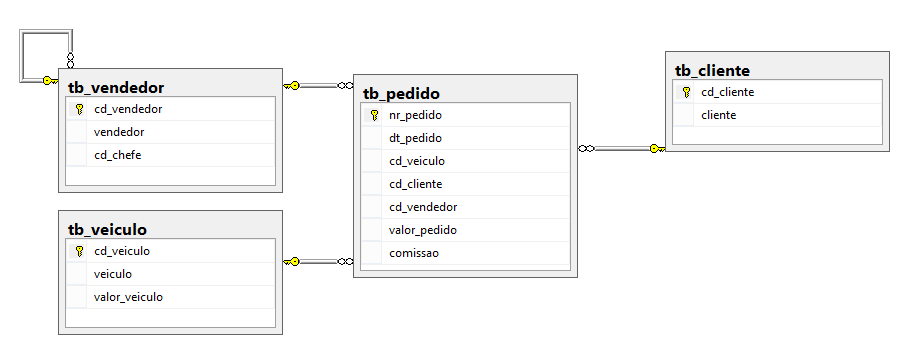 tb_vendedor
cd_vendedor
vendedor
cd_chefe
tb_veiculo
cd_veiculo
veiculo
valor_veiculo
tb_pedido
nr_pedido
dt_pedido
cd_veiculo
cd_cliente
cd_vendedor
valor_pedido
comissao
tb_cliente
cd_cliente
cliente